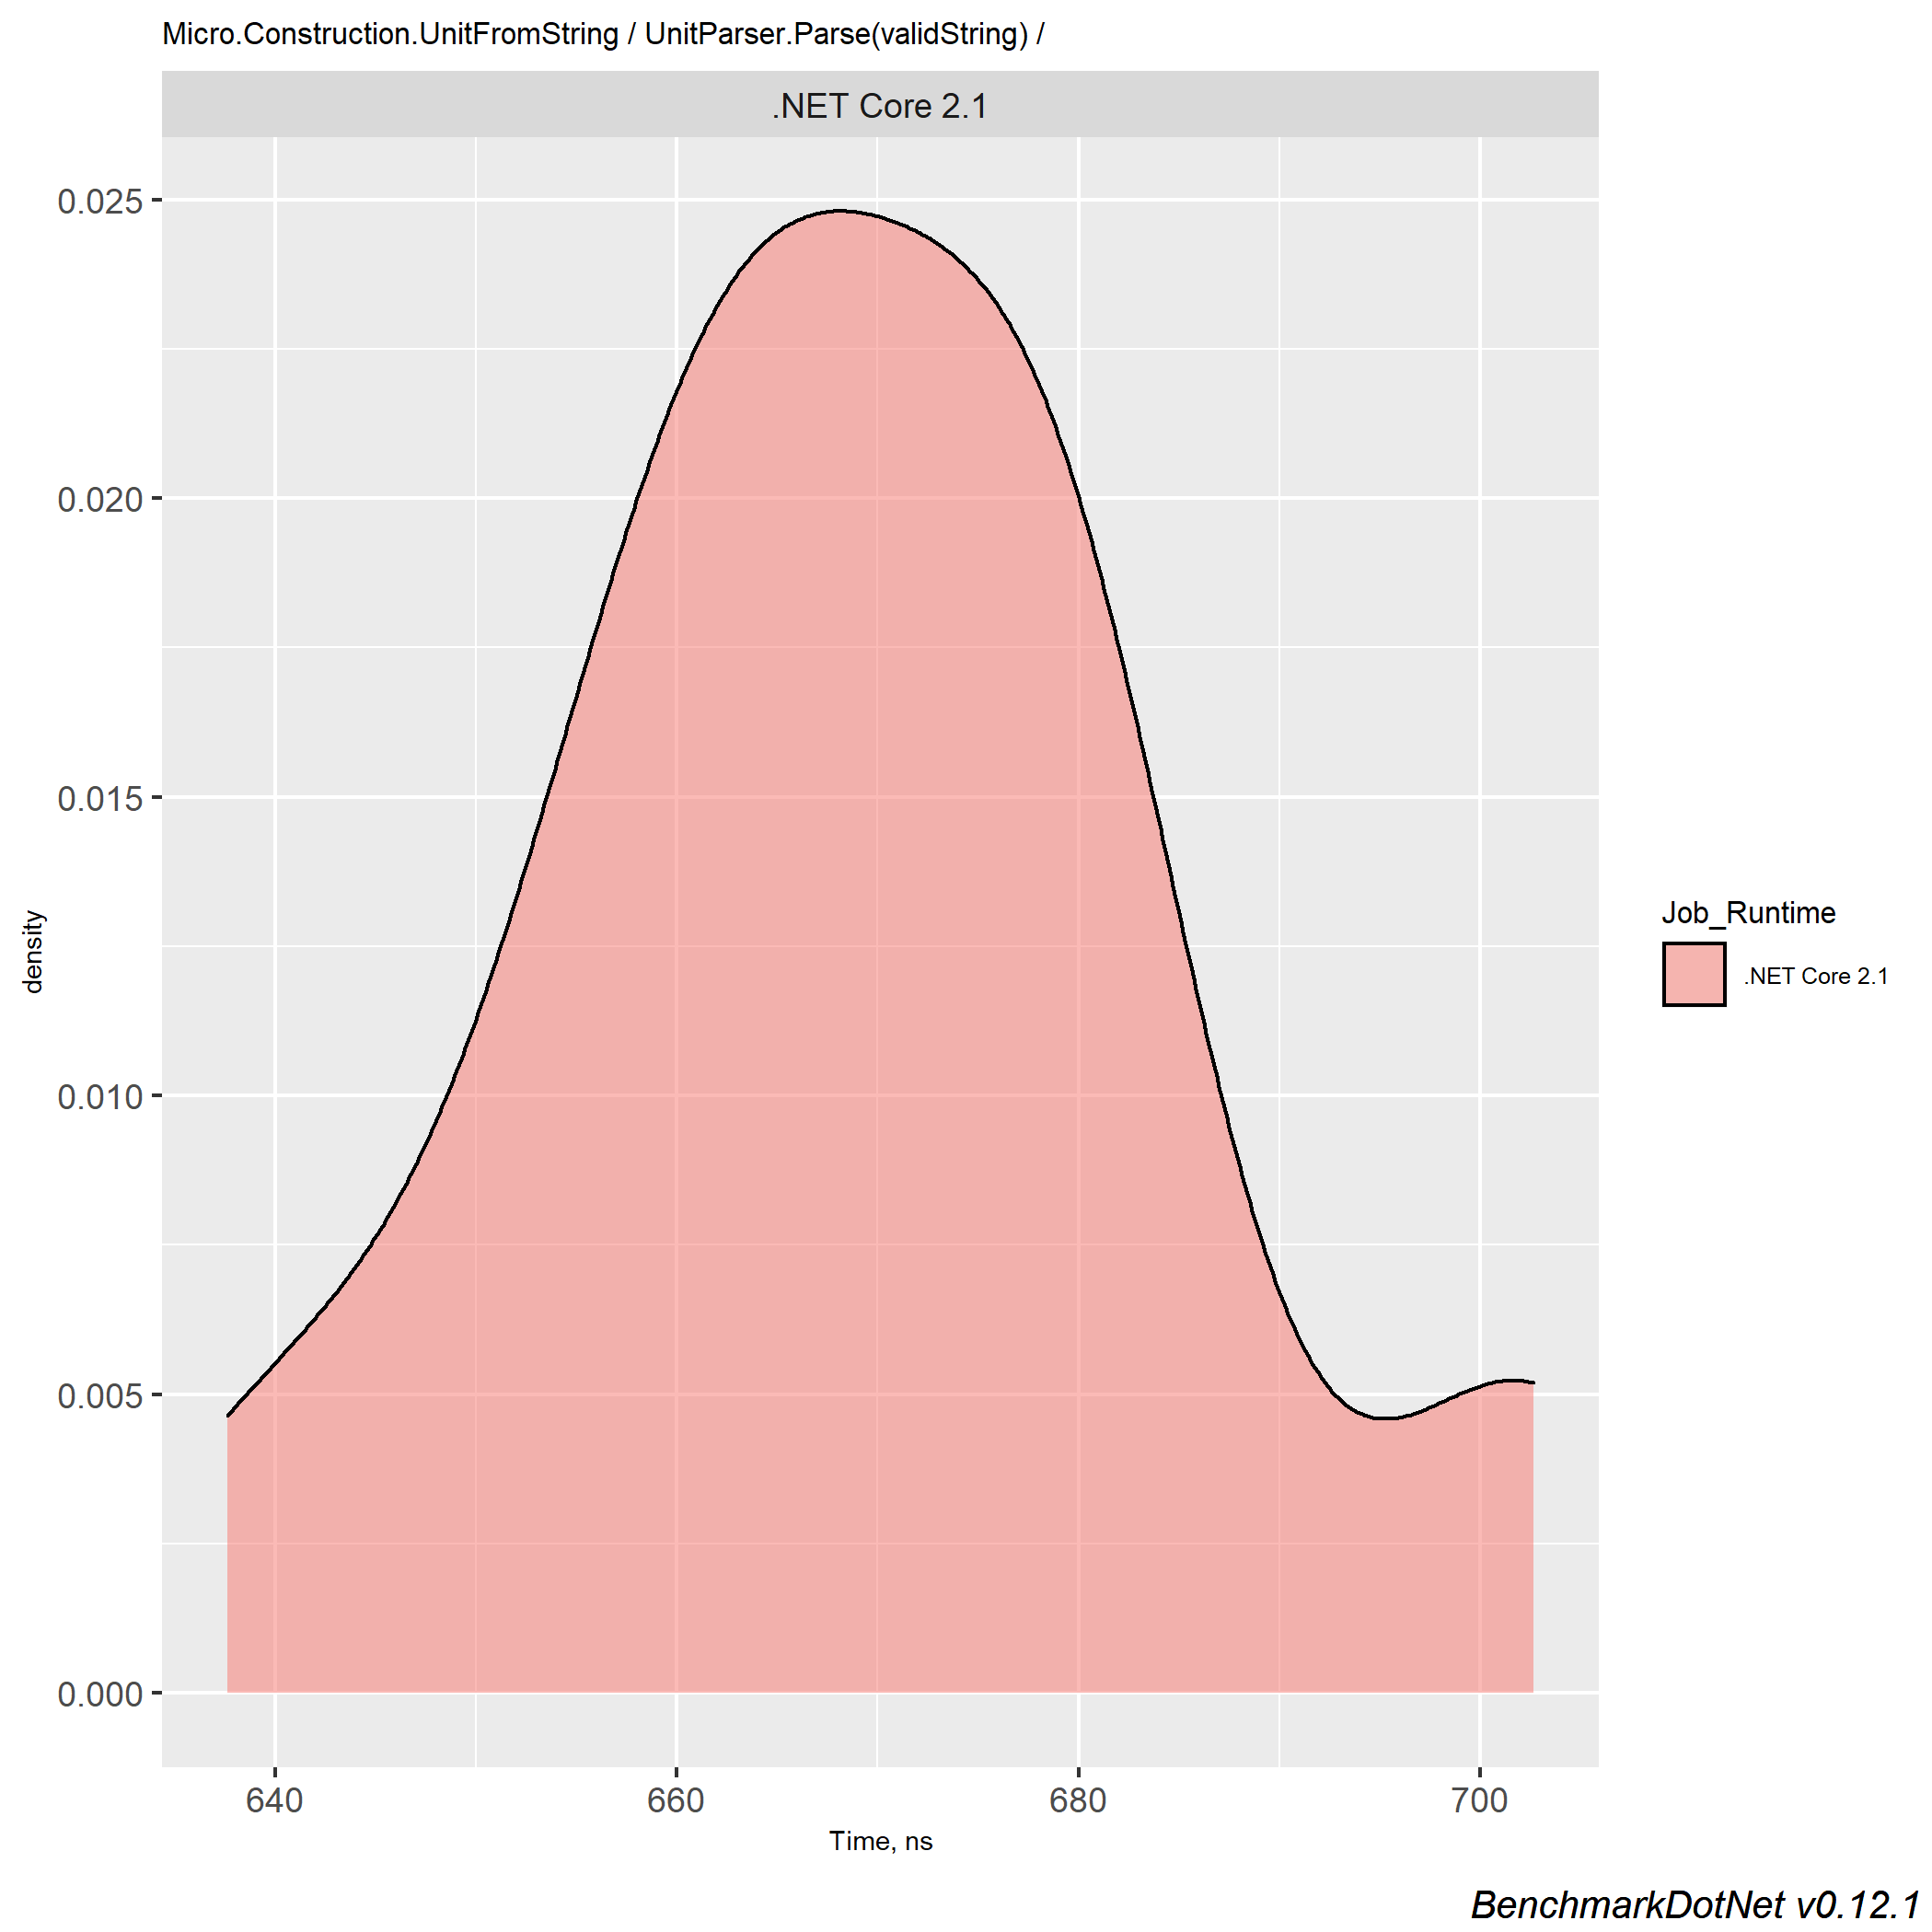 Micro.Construction.UnitFromString / UnitParser.Parse(validString) /
.NET Core 2.1
0.025
0.020
0.015
0.010
0.005
0.000
density
640 660 680 700
Time, ns
Job_Runtime
.NET Core 2.1
BenchmarkDotNet v0.12.1